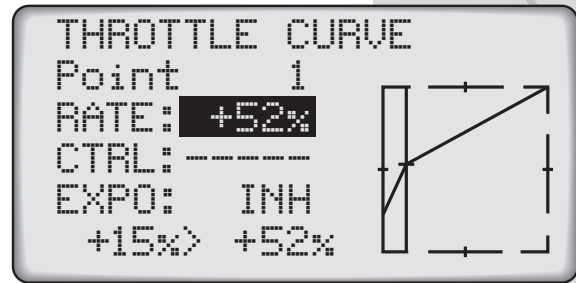 THROTTLE CURVE
Point 1
RATE: +52%
CTRL:-----
EXPO: INH
+15%> +52%